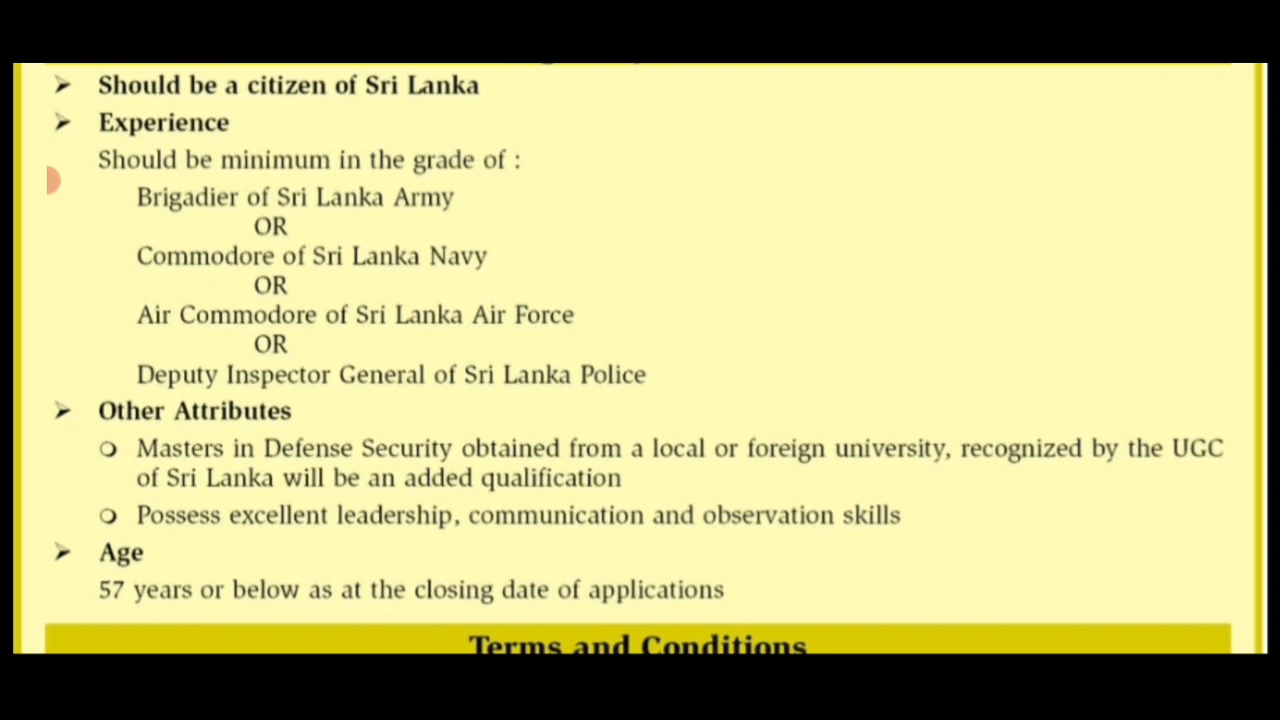 ➢ Should be a citizen of Sri Lanka
➢ Experience
Should be minimum in the grade of :
Brigadier of Sri Lanka Army
OR
Commodore of Sri Lanka Navy
OR
Air Commodore of Sri Lanka Air Force
OR
Deputy Inspector General of Sri Lanka Police
➢ Other Attributes
❍ Masters in Defense Security obtained from a local or foreign university, recognized by the UGC
of Sri Lanka will be an added qualification
❍ Possess excellent leadership, communication and observation skills
➢ Age
57 years or below as at the closing date of applications
Terms and Conditions